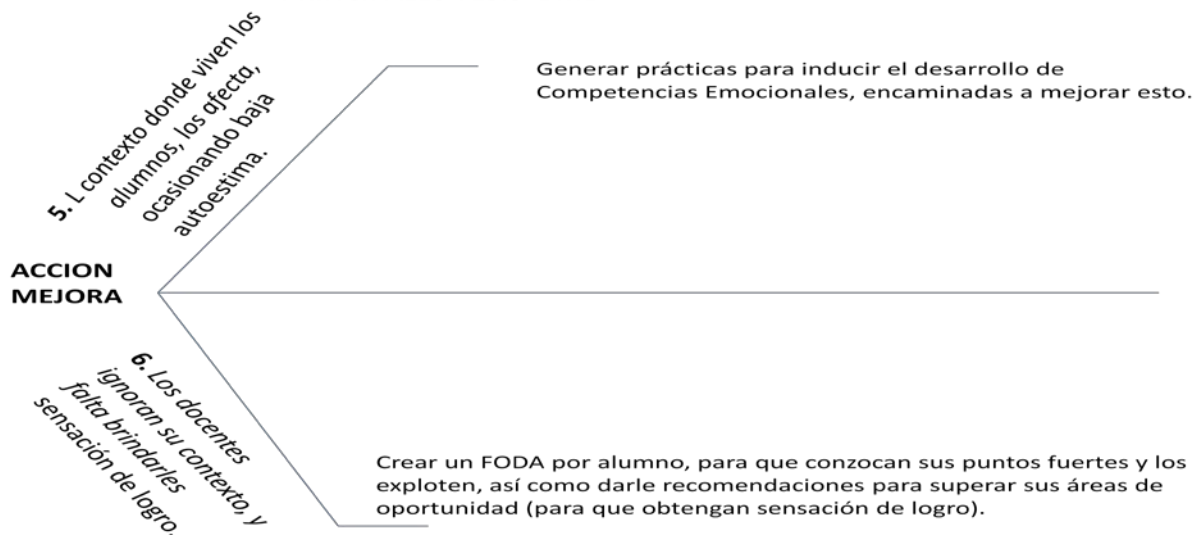 5. L contexto donde viven los
alumnos, los afecta,
ocasionando baja
autoestima.
Generar prácticas para inducir el desarrollo de
Competencias Emocionales, encaminadas a mejorar esto.
ACCION
MEJORA
6. Los docentes
ignoran su contexto, y
falta brindarles
sensación de logro.
Crear un FODA por alumno, para que conzocan sus puntos fuertes y los
exploten, así como darle recomendaciones para superar sus áreas de
oportunidad (para que obtengan sensación de logro).